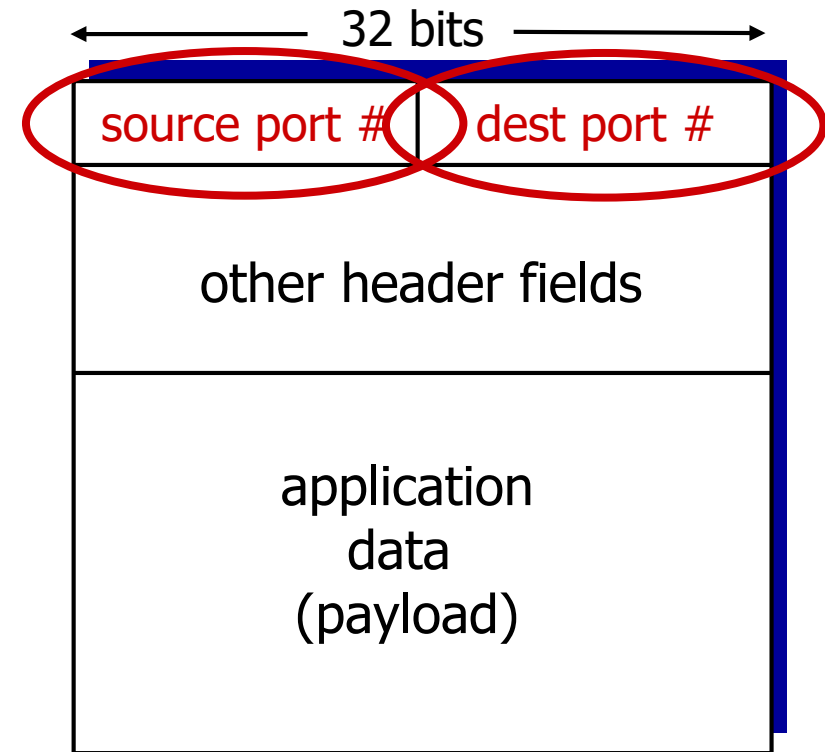 32 bits
source port # dest port #
other header fields
application
data
(payload)